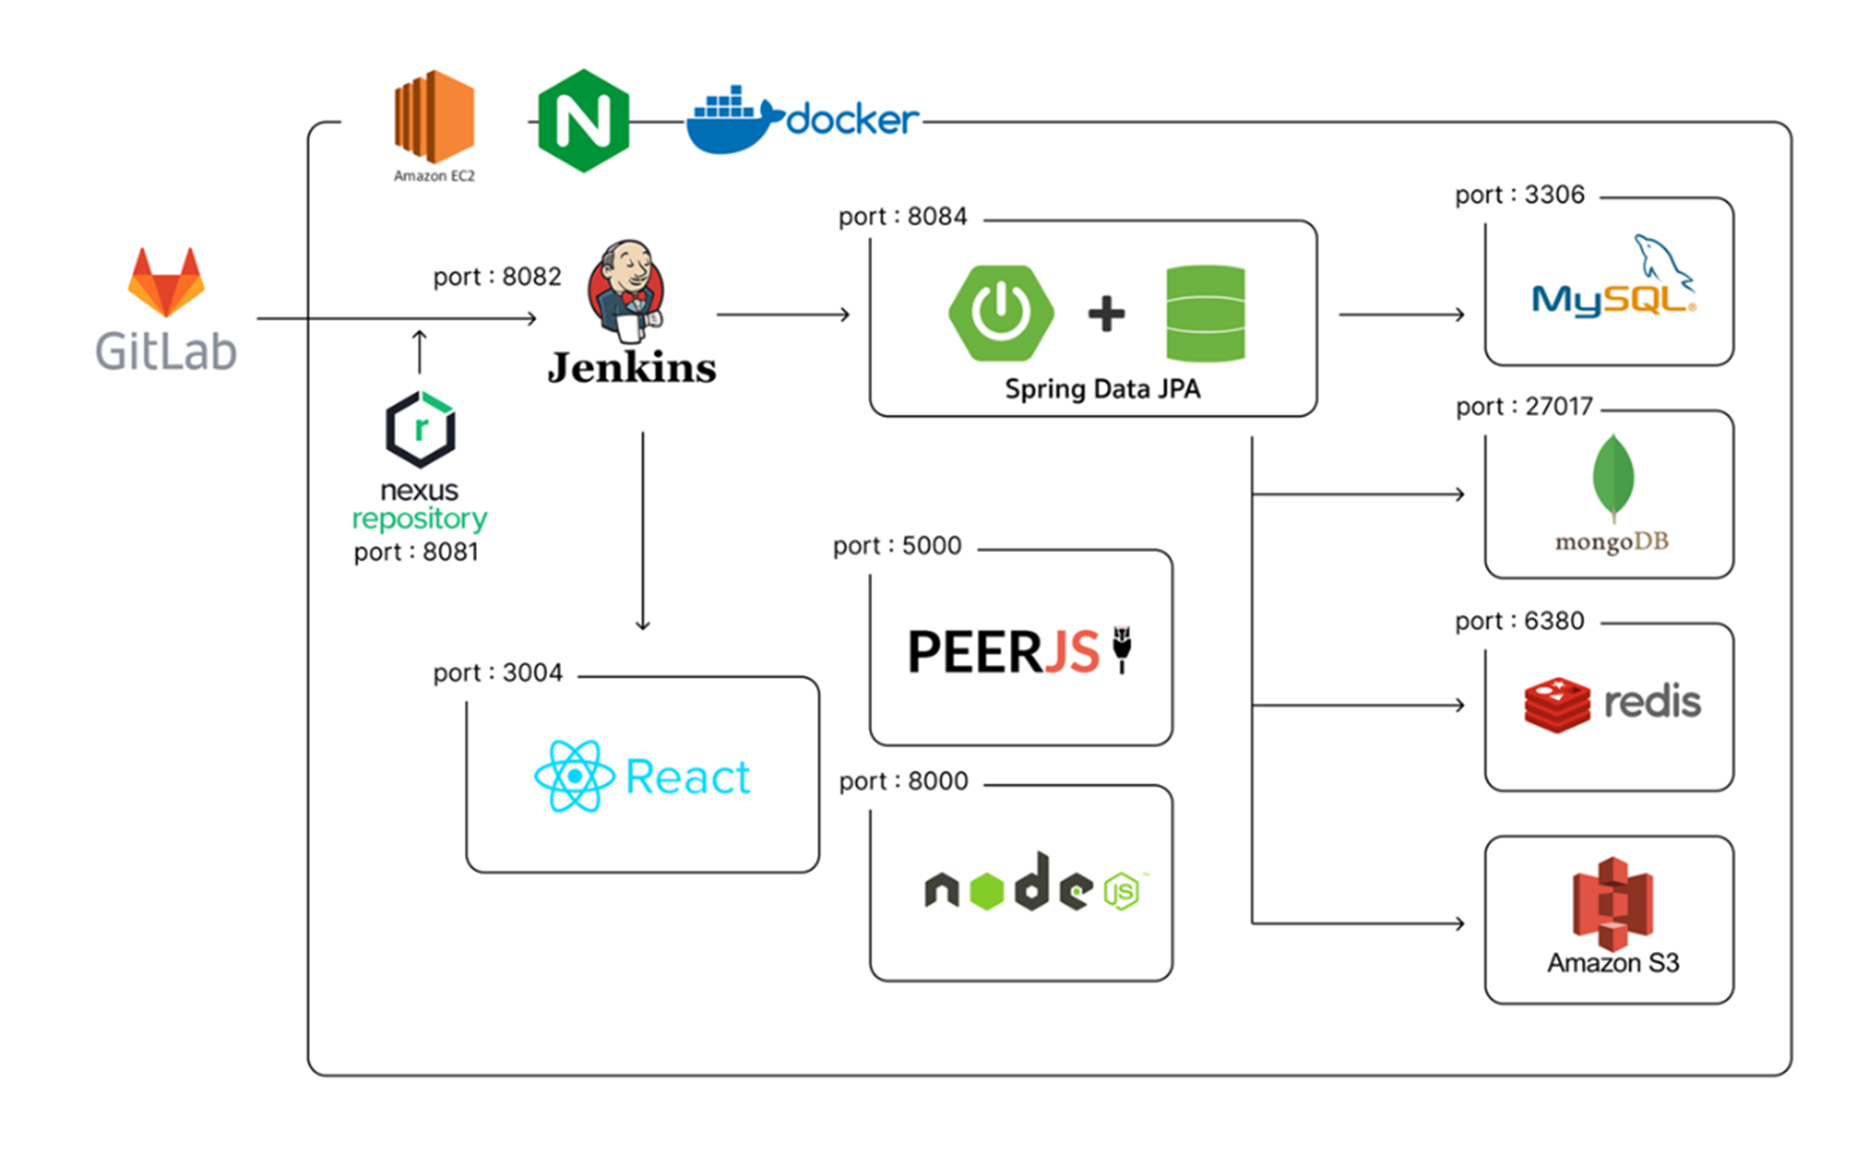 Amazon EC2
docker
GitLab
port : 8082
Jenkins
nexus
repository
port : 8081
port : 8084
Spring Data JPA
port : 3306
MySQL®
port : 27017
mongoDB
port : 6380
redis
Amazon S3
port : 5000
PEERJS
port : 3004
React
port : 8000
node JS™